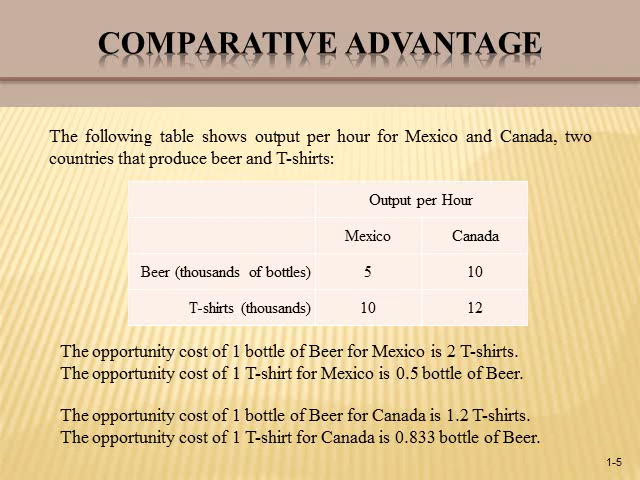 COMPARATIVE ADVANTAGE
The following table shows output per hour for Mexico and Canada, two
countries that produce beer and T-shirts:
Output per Hour
Mexico Canada
Beer (thousands of bottles) 5 10
T-shirts (thousands) 10 12
The opportunity cost of 1 bottle of Beer for Mexico is 2 T-shirts.
The opportunity cost of 1 T-shirt for Mexico is 0.5 bottle of Beer.
The opportunity cost of 1 bottle of Beer for Canada is 1.2 T-shirts.
The opportunity cost of 1 T-shirt for Canada is 0.833 bottle of Beer.
1-5